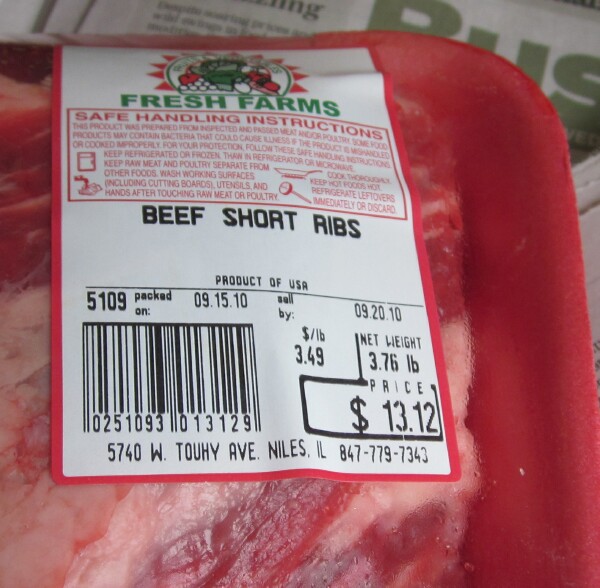 FRESH FARMS
SAFE HANDLING INSTRUCTIONS
THIS PRODUCT WAS PREPARED FROM INSPECTED AND PASSED MEAT AND/OR POULTRY. SOME FOOD
PRODUCTS MAY CONTAIN BACTERIA THAT COULD CAUSE ILLNESS IF THE PRODUCT IS MISHANDLED
OR COOKED IMPROPERLY. FOR YOUR PROTECTION, FOLLOW THESE SAFE HANDLING INSTRUCTIONS.
KEEP REFRIGERATED OR FROZEN. THAW IN REFRIGERATOR OR MICROWAVE.
KEEP RAW MEAT AND POULTRY SEPARATE FROM
OTHER FOODS. WASH WORKING SURFACES
(INCLUDING CUTTING BOARDS), UTENSILS, AND
HANDS AFTER TOUCHING RAW MEAT OR POULTRY.
COOK THOROUGHLY.
KEEP HOT FOODS HOT.
REFRIGERATE LEFTOVERS
IMMEDIATELY OR DISCARD.
BEEF SHORT RIBS
PRODUCT OF USA
5109 packed on: 09.15.10 sell by: 09.20.10
$/lb 3.49
NET WEIGHT 3.76 lb
PRICE
$ 13.12
0251093 013129
5740 W. TOUHY AVE. NILES, IL 847-779-7343